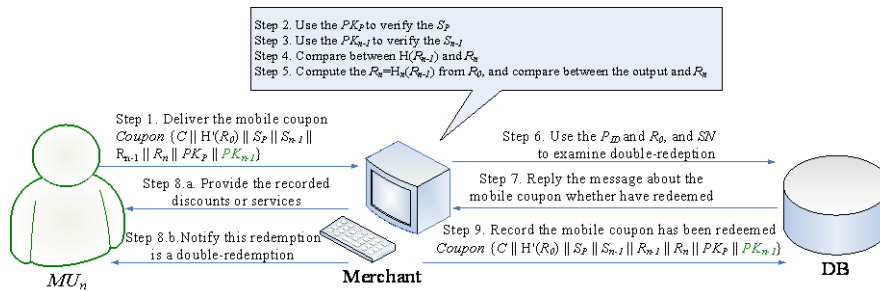 Step 2. Use the PKP to verify the SP
Step 3. Use the PKn-1 to verify the Sn-1
Step 4. Compare between H(Rn-1) and Rn
Step 5. Compute the Rn=Hn(Rn-1) from R0, and compare between the output and Rn
Step 1. Deliver the mobile coupon
Coupon {C || H'(R0) || SP || Sn-1 ||
Rn-1 || Rn || PKP || PKn-1}
Step 6. Use the PID and R0, and SN
to examine double-redeption
Step 8.a. Provide the recorded
discounts or services
Step 7. Reply the message about the
mobile coupon whether have redeemed
Step 8.b.Notify this redemption
is a double-redemption
Step 9. Record the mobile coupon has been redeemed
Coupon {C || H'(R0) || SP || Sn-1 || Rn-1 || Rn || PKP || PKn-1}
MUn
Merchant
DB